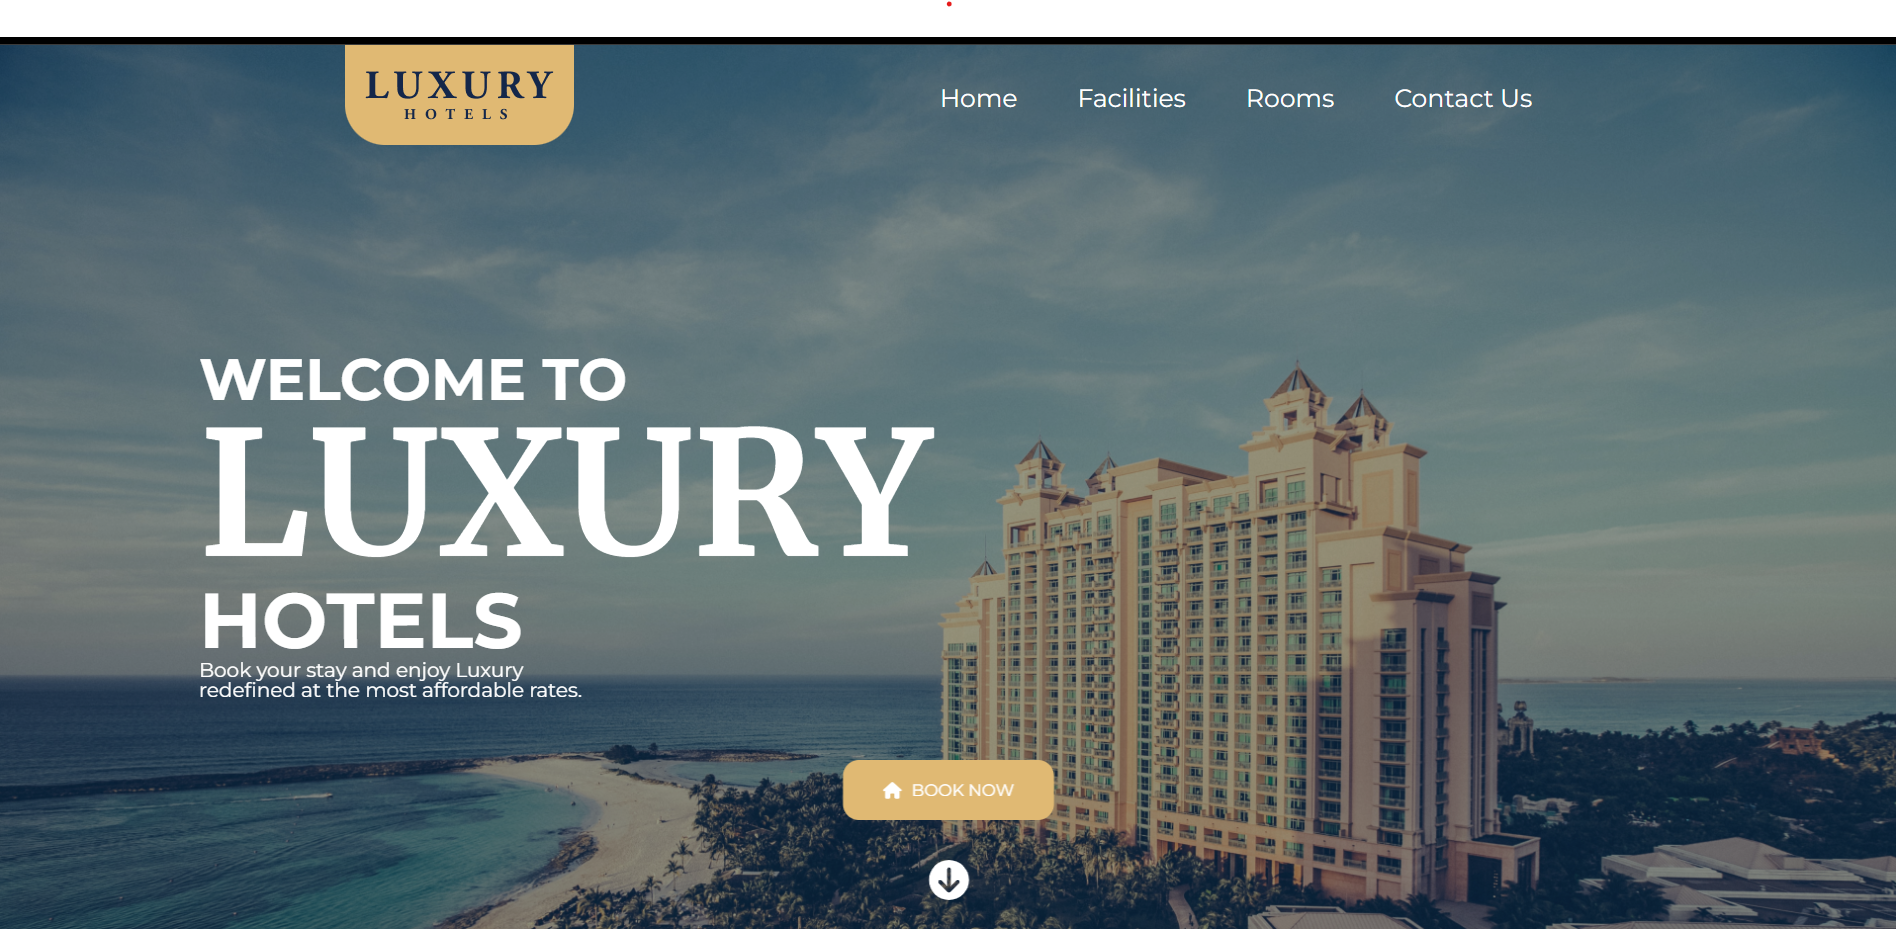 LUXURY
HOTELS
Home Facilities Rooms Contact Us
WELCOME TO
LUXURY
HOTELS
Book your stay and enjoy Luxury
redefined at the most affordable rates.
BOOK NOW